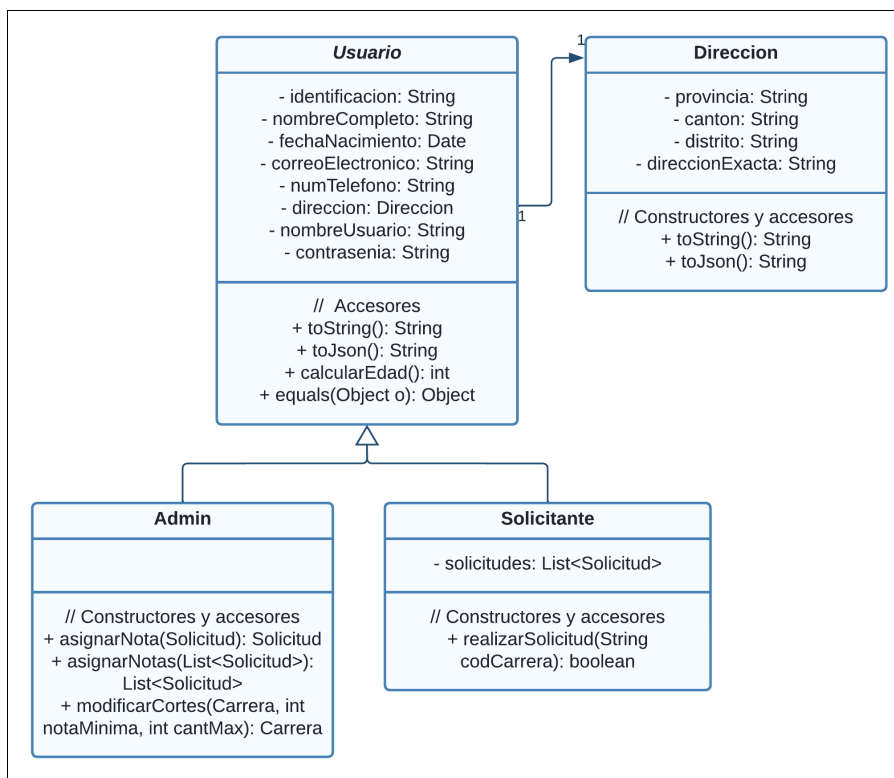 Usuario
- identificacion: String
- nombreCompleto: String
- fechaNacimiento: Date
- correoElectronico: String
- numTelefono: String
- direccion: Direccion
- nombreUsuario: String
- contrasenia: String
// Accesores
+ toString(): String
+ toJson(): String
+ calcularEdad(): int
+ equals(Object o): Object
1
1
Direccion
- provincia: String
- canton: String
- distrito: String
- direccionExacta: String
// Constructores y accesores
+ toString(): String
+ toJson(): String
Admin
// Constructores y accesores
+ asignarNota(Solicitud): Solicitud
+ asignarNotas(List<Solicitud>):
List<Solicitud>
+ modificarCortes(Carrera, int
notaMinima, int cantMax): Carrera
Solicitante
- solicitudes: List<Solicitud>
// Constructores y accesores
+ realizarSolicitud(String
codCarrera): boolean